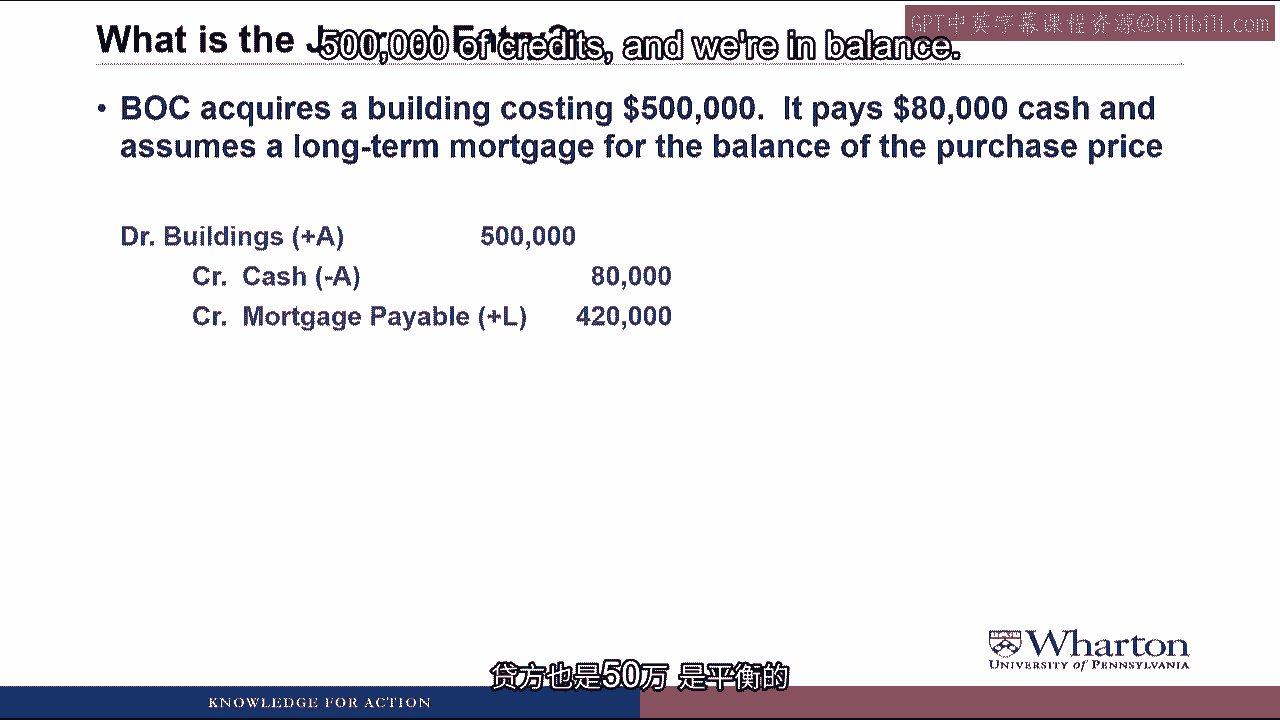 GPT中英字幕课程资源@bilibili.com
What is the Journal Entry?
500,000 of credits, and we're in balance.
• BOC acquires a building costing $500,000. It pays $80,000 cash and
assumes a long-term mortgage for the balance of the purchase price
Dr. Buildings (+A) 500,000
Cr. Cash (-A) 80,000
Cr. Mortgage Payable (+L) 420,000
Wharton
UNIVERSITY of PENNSYLVANIA
贷方也是50万 是平衡的
KNOWLEDGE FOR ACTION